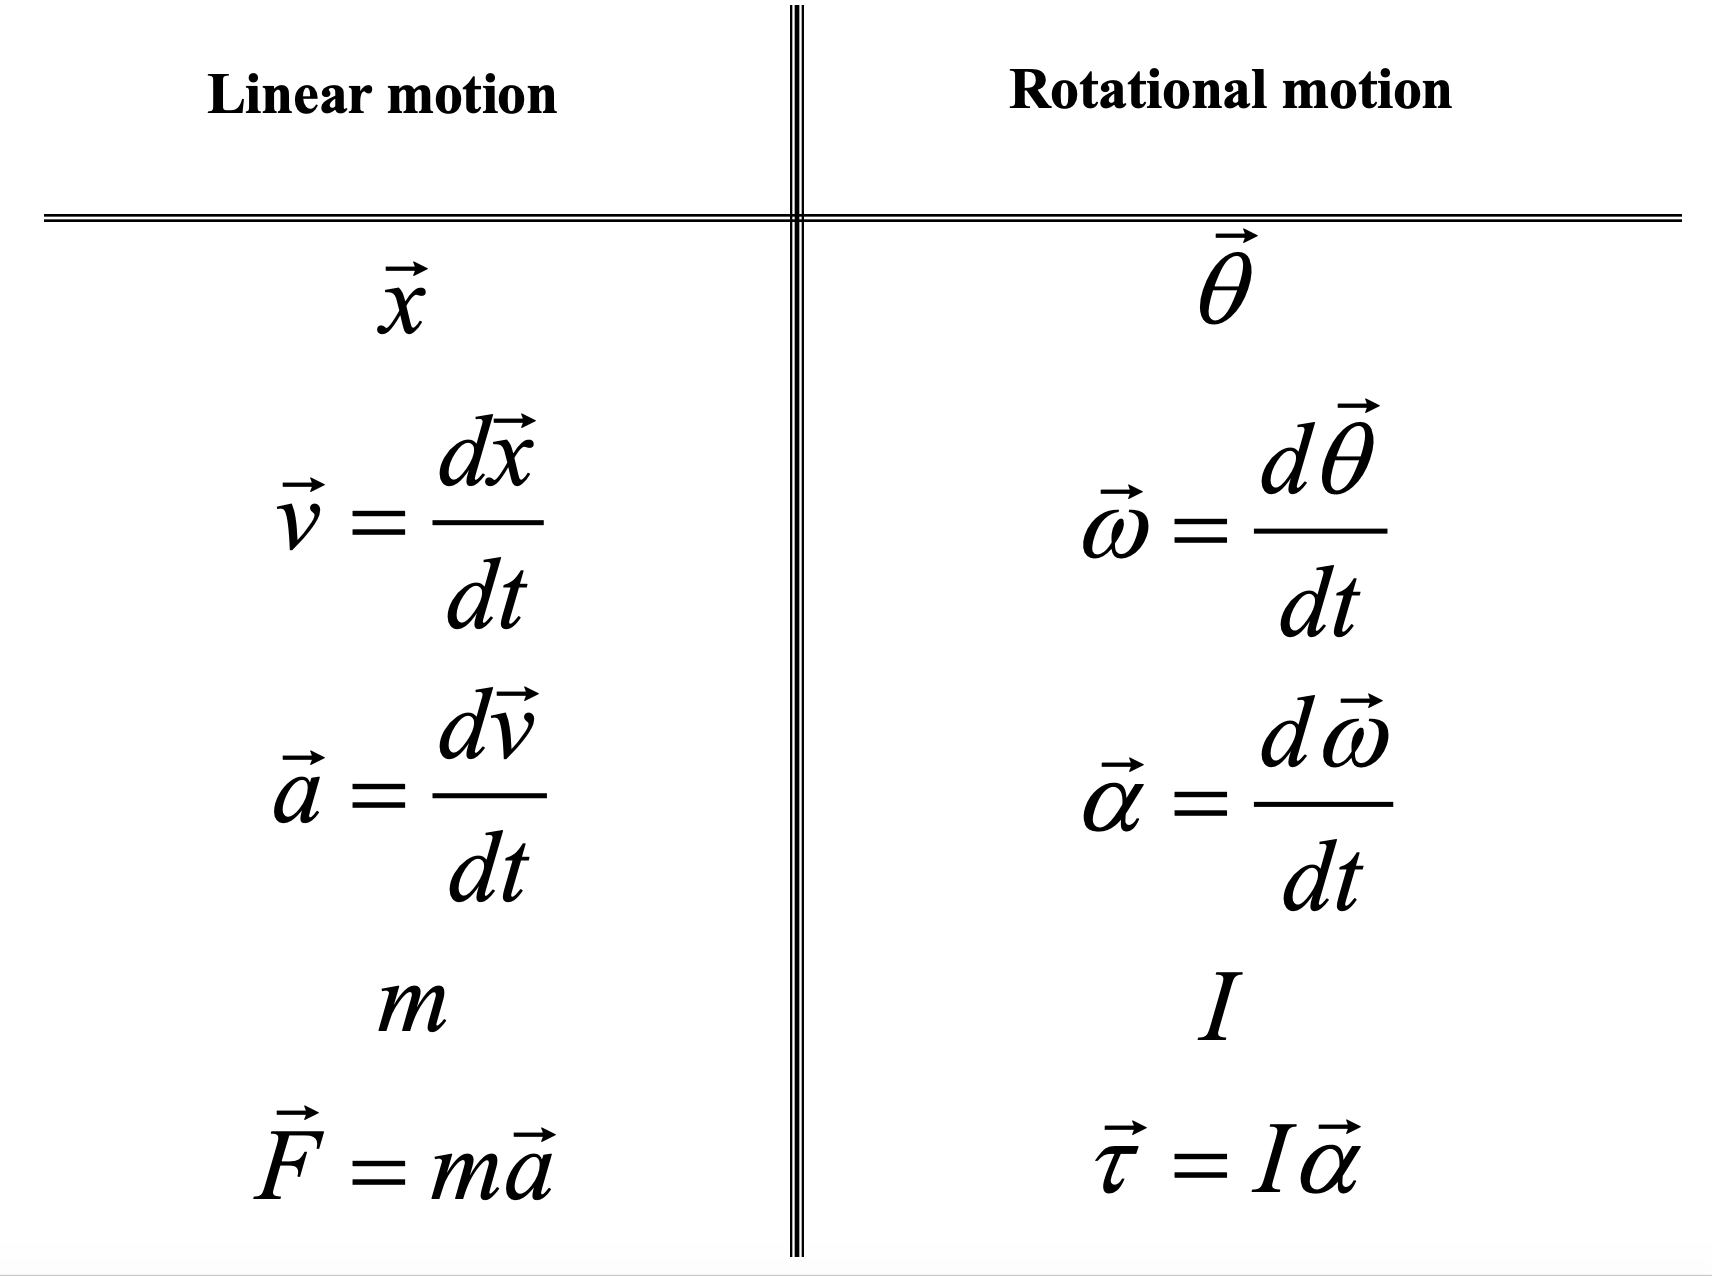 Linear motion	Rotational motion
$\vec{x}$	$\vec{\theta}$
$\vec{v} = \frac{d\vec{x}}{dt}$	$\vec{\omega} = \frac{d\vec{\theta}}{dt}$
$\vec{a} = \frac{d\vec{v}}{dt}$	$\vec{\alpha} = \frac{d\vec{\omega}}{dt}$
$m$	$I$
$\vec{F} = m\vec{a}$	$\vec{\tau} = I\vec{\alpha}$